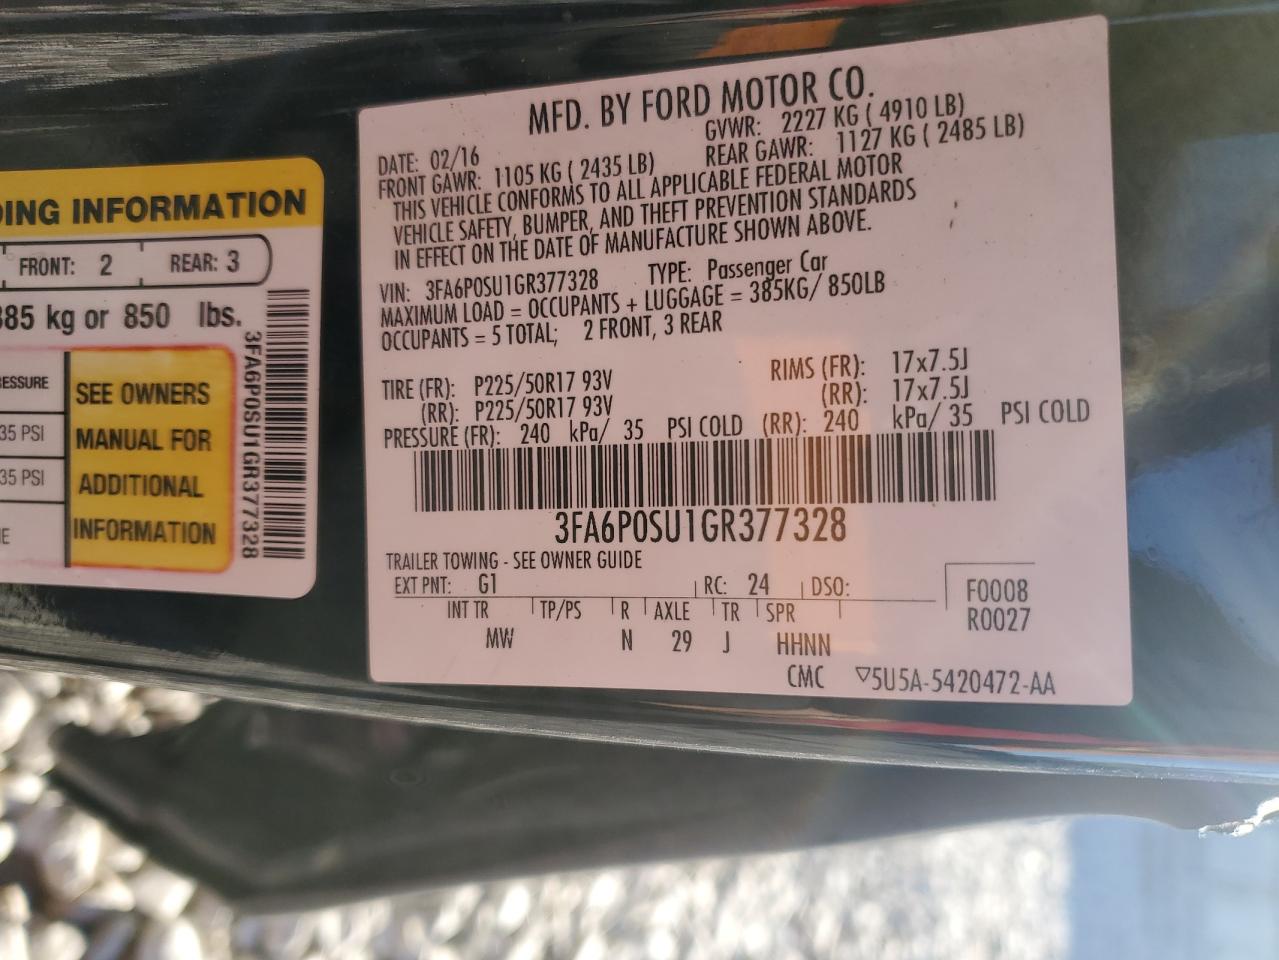 DING INFORMATION
FRONT: 2 REAR: 3
385 kg or 850 lbs.
ESSURE
35 PSI
35 PSI
SEE OWNERS
MANUAL FOR
ADDITIONAL
INFORMATION
3FA6P0SU1GR377328
MFD. BY FORD MOTOR CO.
DATE: 02/16 GVWR: 2227 KG ( 4910 LB)
FRONT GAWR: 1105 KG ( 2435 LB) REAR GAWR: 1127 KG ( 2485 LB)
THIS VEHICLE CONFORMS TO ALL APPLICABLE FEDERAL MOTOR
VEHICLE SAFETY, BUMPER, AND THEFT PREVENTION STANDARDS
IN EFFECT ON THE DATE OF MANUFACTURE SHOWN ABOVE.
VIN: 3FA6P0SU1GR377328 TYPE: Passenger Car
MAXIMUM LOAD = OCCUPANTS + LUGGAGE = 385KG/ 850LB
OCCUPANTS = 5 TOTAL; 2 FRONT, 3 REAR
TIRE (FR): P225/50R17 93V RIMS (FR): 17x7.5J
(RR): P225/50R17 93V (RR): 17x7.5J
PRESSURE (FR): 240 kPa/ 35 PSI COLD (RR): 240 kPa/ 35 PSI COLD
3FA6P0SU1GR377328
TRAILER TOWING - SEE OWNER GUIDE
EXT PNT: G1 RC: 24 DSO: F0008
INT TR TP/PS R AXLE TR SPR R0027
MW N 29 J HHNN
CMC ▽5U5A-5420472-AA